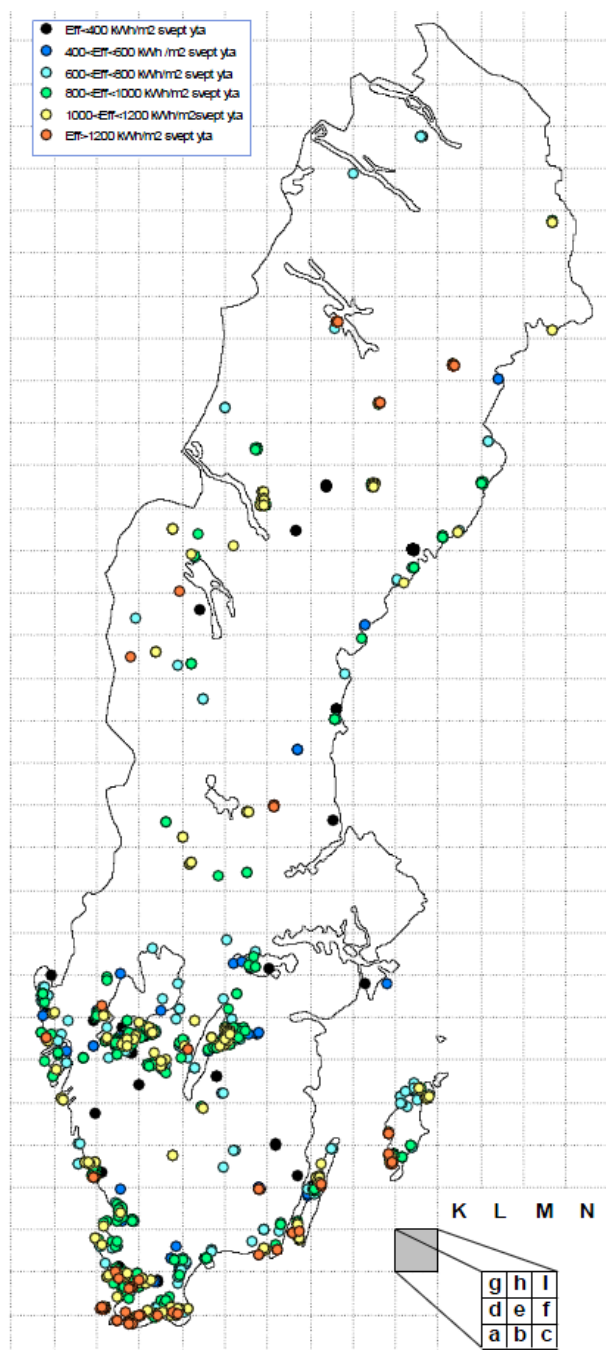 Eff<400 kWh/m2 svept yta
400<Eff<600 kWh /m2 svept yta
600<Eff<800 kWh/m2 svept yta
800<Eff<1000 kWh/m2 svept yta
1000<Eff<1200 kWh/m2svept yta
Eff>1200 kWh/m2 svept yta
K L M N
g h I
d e f
a b c